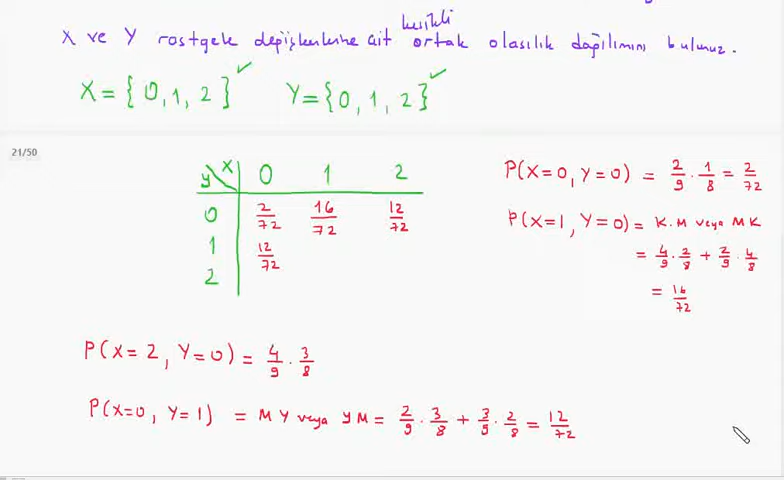 X ve Y rastgele değişkenlerine ait kesikli ortak olasılık dağılımını bulunuz.
X = {0, 1, 2} ✓ Y = {0, 1, 2} ✓
21/50
Y \ X 0 1 2
0 2/72 16/72 12/72
1 12/72
2
P(X=0, Y=0) = 2/9 . 1/8 = 2/72
P(X=1, Y=0) = K.M veya MK
= 4/9 . 2/8 + 2/9 . 4/8
= 16/72
P(X=2, Y=0) = 4/9 . 3/8
P(X=0, Y=1) = MY veya YM = 2/9 . 3/8 + 3/9 . 2/8 = 12/72